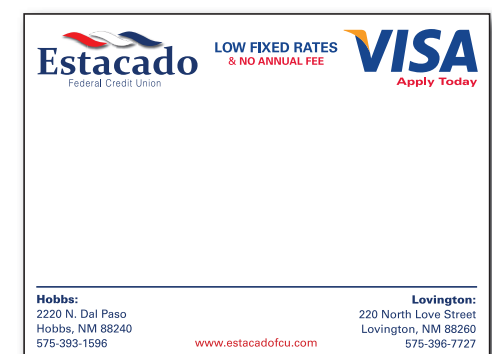 Estacado
Federal Credit Union
LOW FIXED RATES
& NO ANNUAL FEE
VISA
Apply Today
Hobbs:
2220 N. Dal Paso
Hobbs, NM 88240
575-393-1596
www.estacadofcu.com
Lovington:
220 North Love Street
Lovington, NM 88260
575-396-7727